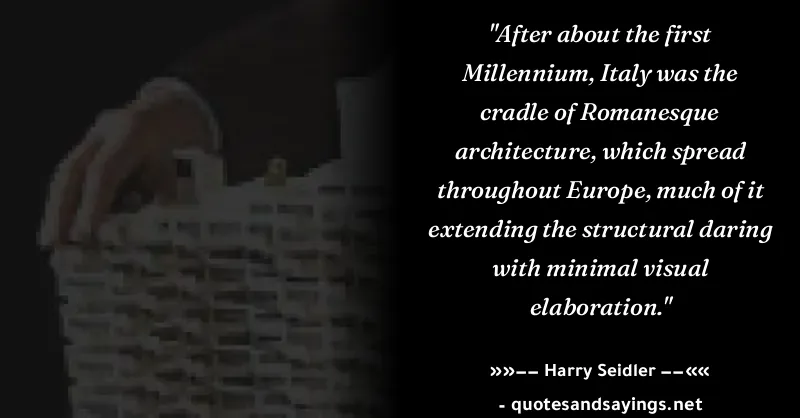 "After about the first
Millennium, Italy was the
cradle of Romanesque
architecture, which spread
throughout Europe, much of it
extending the structural daring
with minimal visual
elaboration."
»»−− Harry Seidler −−««
- quotesandsayings.net